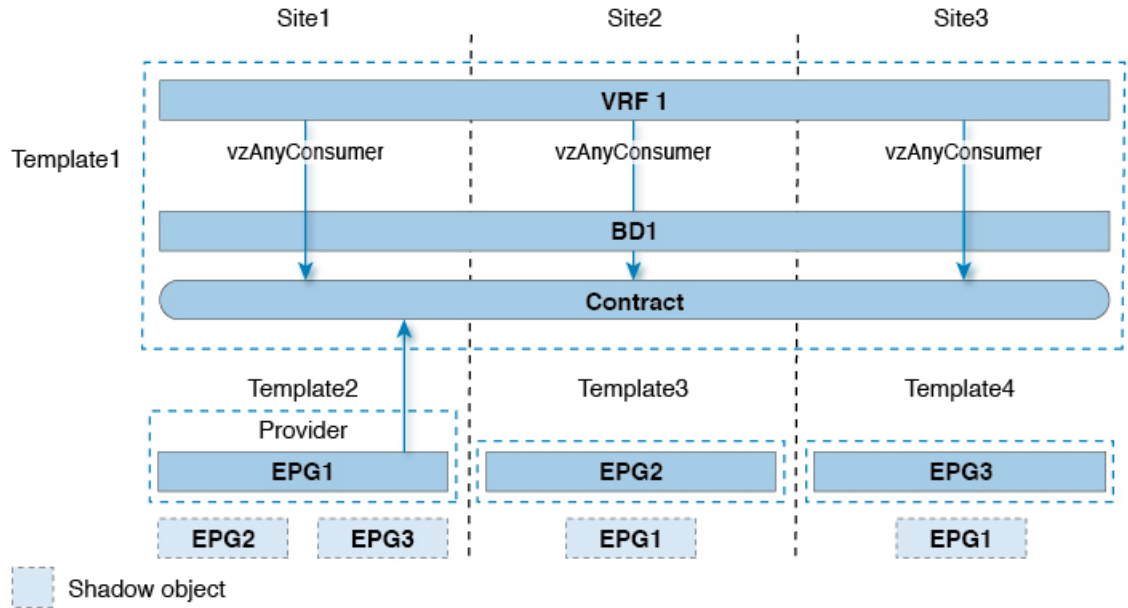 Site1
Site2
Site3
VRF 1
Template1
vzAnyConsumer
vzAnyConsumer
vzAnyConsumer
BD1
Contract
Template2
Template3
Template4
Provider
EPG1
EPG2
EPG3
EPG2
EPG3
EPG1
EPG1
Shadow object